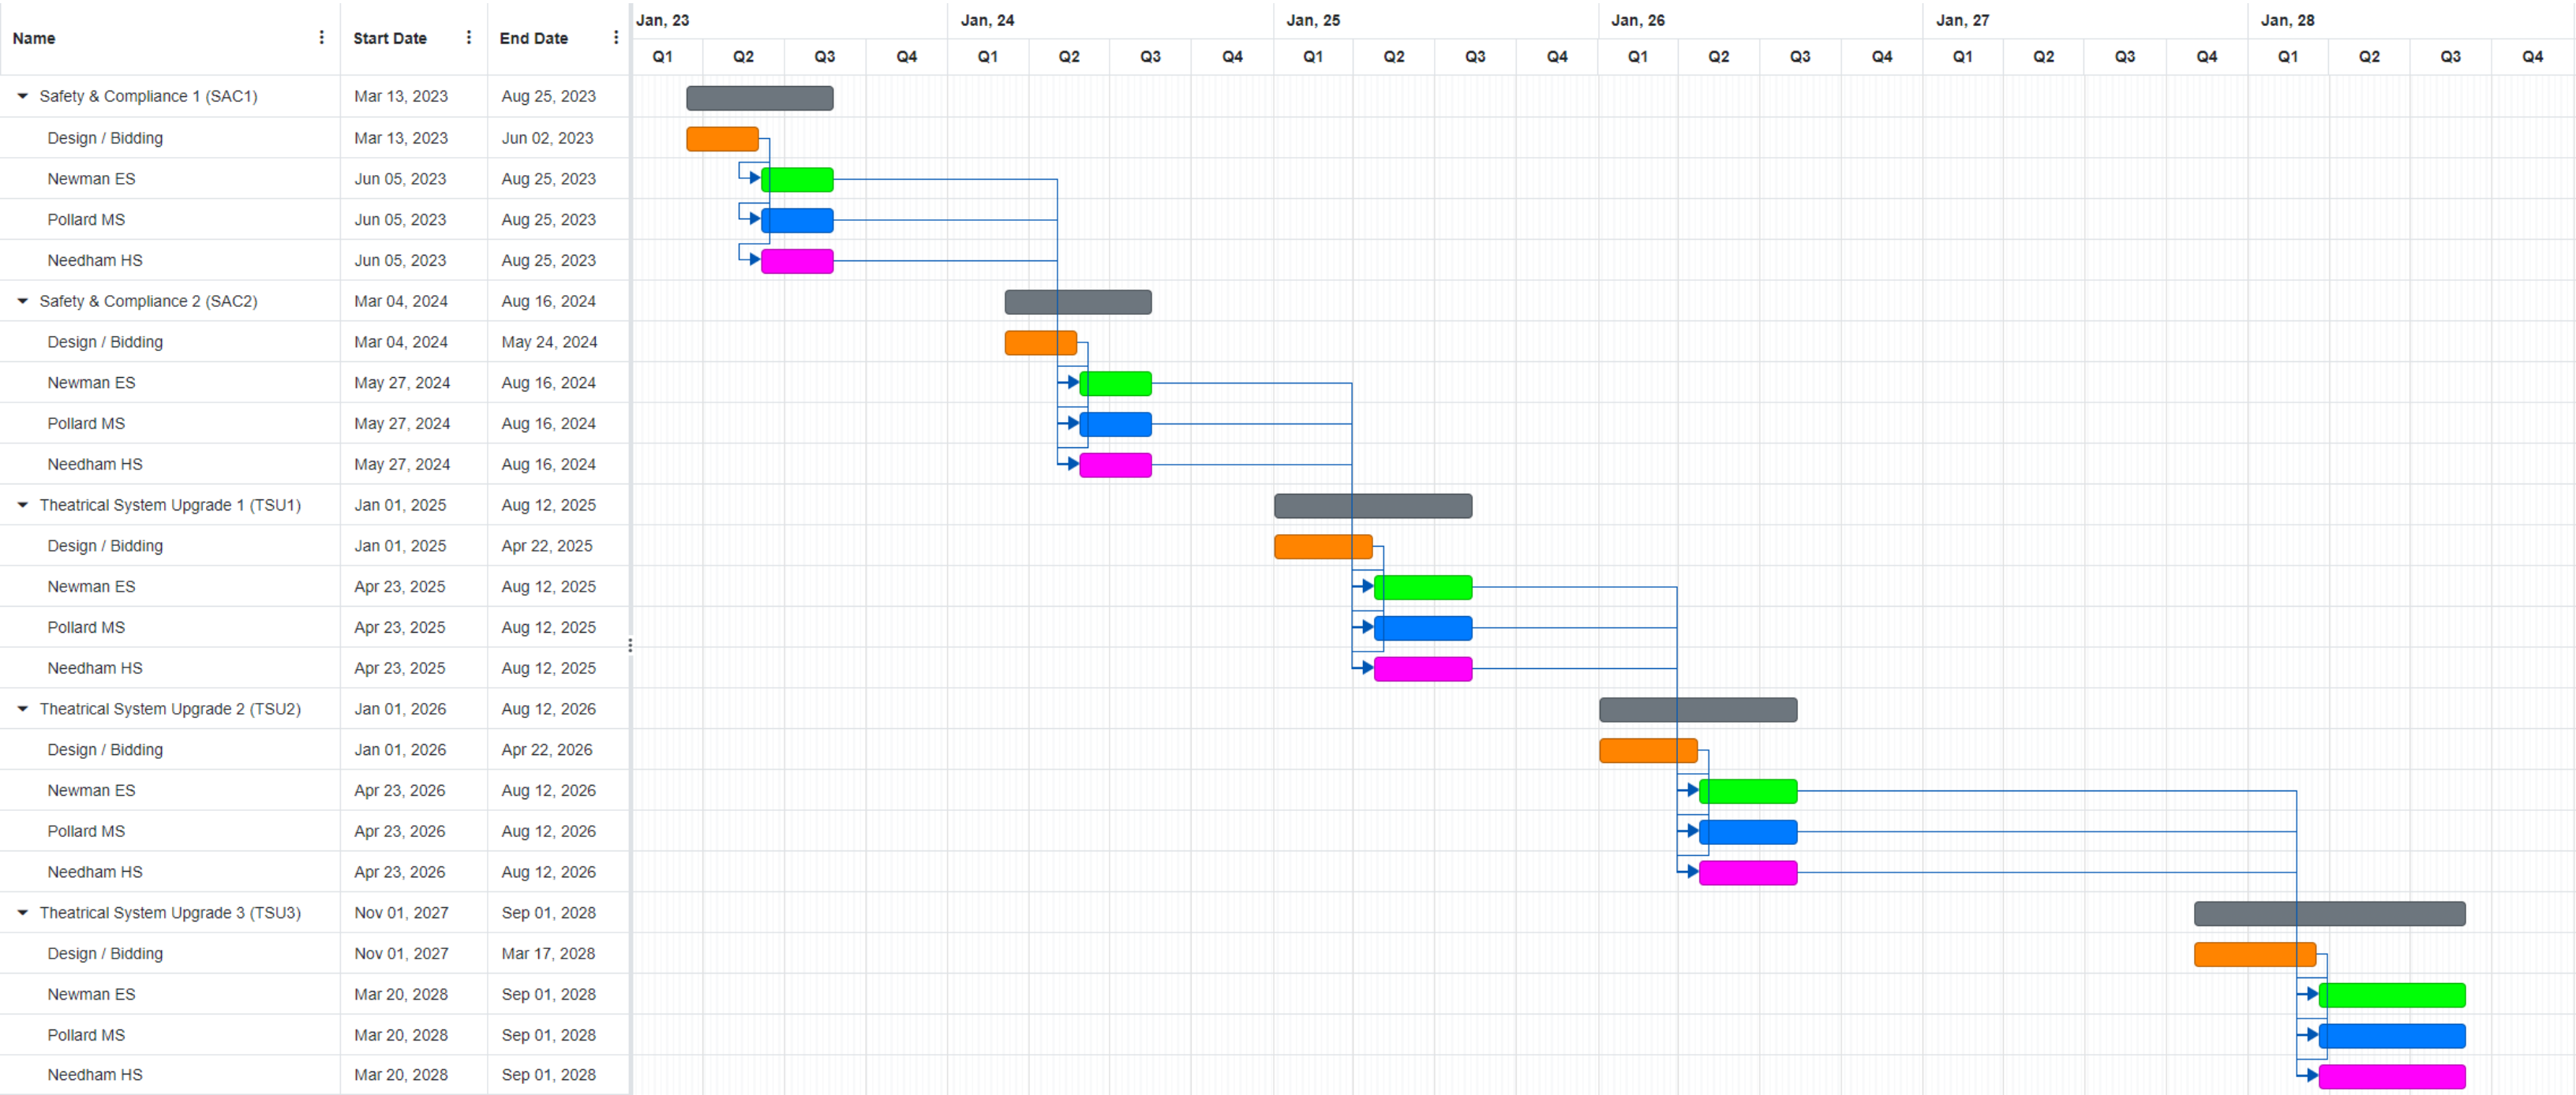 Name Start Date End Date
Jan, 23 Jan, 24 Jan, 25 Jan, 26 Jan, 27 Jan, 28
Q1 Q2 Q3 Q4 Q1 Q2 Q3 Q4 Q1 Q2 Q3 Q4 Q1 Q2 Q3 Q4 Q1 Q2 Q3 Q4 Q1 Q2 Q3 Q4
Safety & Compliance 1 (SAC1) Mar 13, 2023 Aug 25, 2023
Design / Bidding Mar 13, 2023 Jun 02, 2023
Newman ES Jun 05, 2023 Aug 25, 2023
Pollard MS Jun 05, 2023 Aug 25, 2023
Needham HS Jun 05, 2023 Aug 25, 2023
Safety & Compliance 2 (SAC2) Mar 04, 2024 Aug 16, 2024
Design / Bidding Mar 04, 2024 May 24, 2024
Newman ES May 27, 2024 Aug 16, 2024
Pollard MS May 27, 2024 Aug 16, 2024
Needham HS May 27, 2024 Aug 16, 2024
Theatrical System Upgrade 1 (TSU1) Jan 01, 2025 Aug 12, 2025
Design / Bidding Jan 01, 2025 Apr 22, 2025
Newman ES Apr 23, 2025 Aug 12, 2025
Pollard MS Apr 23, 2025 Aug 12, 2025
Needham HS Apr 23, 2025 Aug 12, 2025
Theatrical System Upgrade 2 (TSU2) Jan 01, 2026 Aug 12, 2026
Design / Bidding Jan 01, 2026 Apr 22, 2026
Newman ES Apr 23, 2026 Aug 12, 2026
Pollard MS Apr 23, 2026 Aug 12, 2026
Needham HS Apr 23, 2026 Aug 12, 2026
Theatrical System Upgrade 3 (TSU3) Nov 01, 2027 Sep 01, 2028
Design / Bidding Nov 01, 2027 Mar 17, 2028
Newman ES Mar 20, 2028 Sep 01, 2028
Pollard MS Mar 20, 2028 Sep 01, 2028
Needham HS Mar 20, 2028 Sep 01, 2028